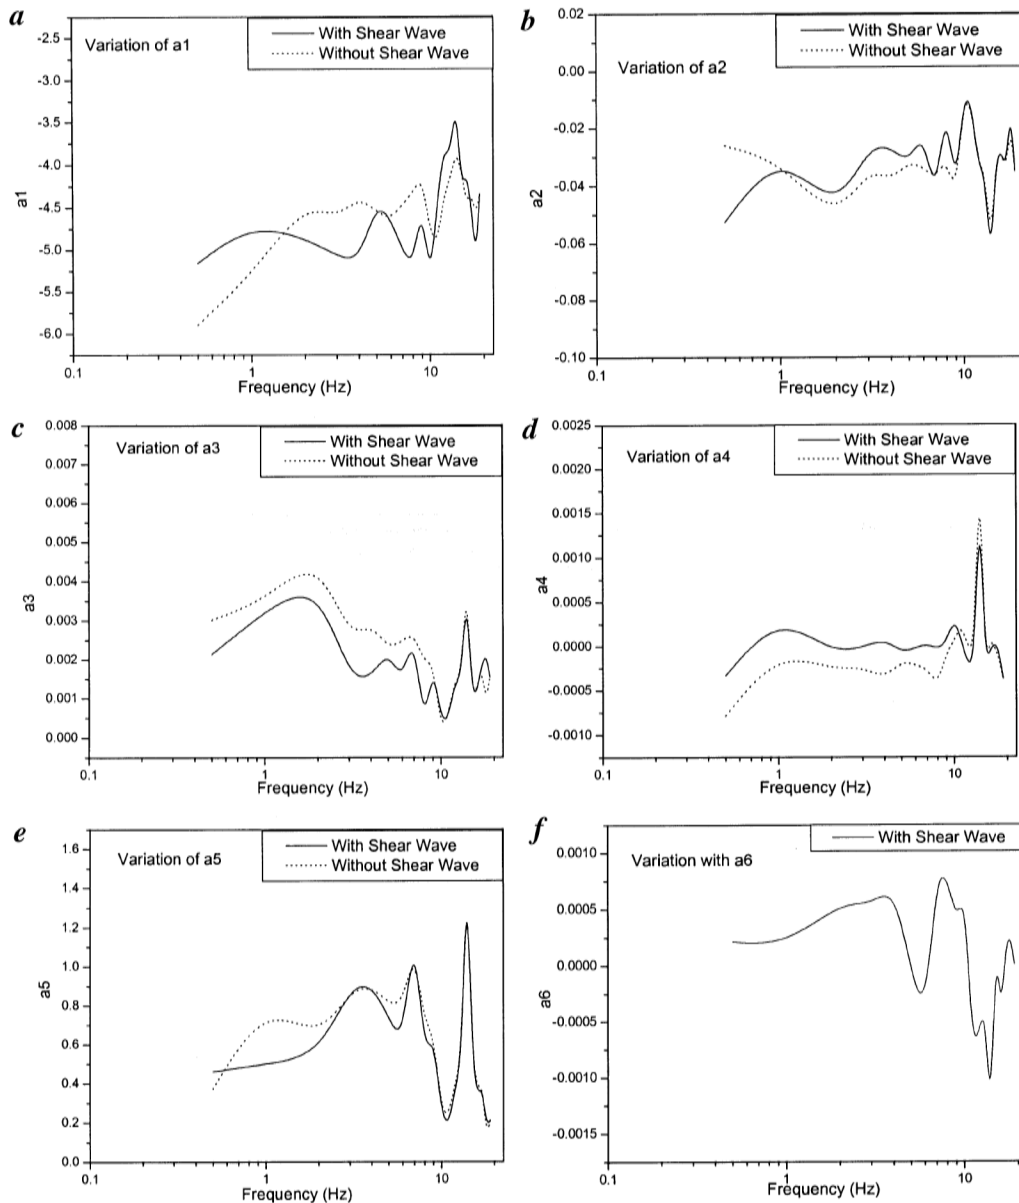 a
Variation of a1
With Shear Wave
Without Shear Wave
-2.5
-3.0
-3.5
-4.0
-4.5
-5.0
-5.5
-6.0
a1
0.1
1
10
Frequency (Hz)
b
Variation of a2
With Shear Wave
Without Shear Wave
0.02
0.00
-0.02
-0.04
-0.06
-0.08
-0.10
a2
0.1
1
10
Frequency (Hz)
c
Variation of a3
With Shear Wave
Without Shear Wave
0.008
0.007
0.006
0.005
0.004
0.003
0.002
0.001
0.000
a3
0.1
1
10
Frequency (Hz)
d
Variation of a4
With Shear Wave
Without Shear Wave
0.0025
0.0020
0.0015
0.0010
0.0005
0.0000
-0.0005
-0.0010
a4
0.1
1
10
Frequency (Hz)
e
Variation of a5
With Shear Wave
Without Shear Wave
1.6
1.4
1.2
1.0
0.8
0.6
0.4
0.2
0.0
a5
0.1
1
10
Frequency (Hz)
f
Variation with a6
With Shear Wave
0.0010
0.0005
0.0000
-0.0005
-0.0010
-0.0015
a6
0.1
1
10
Frequency (Hz)